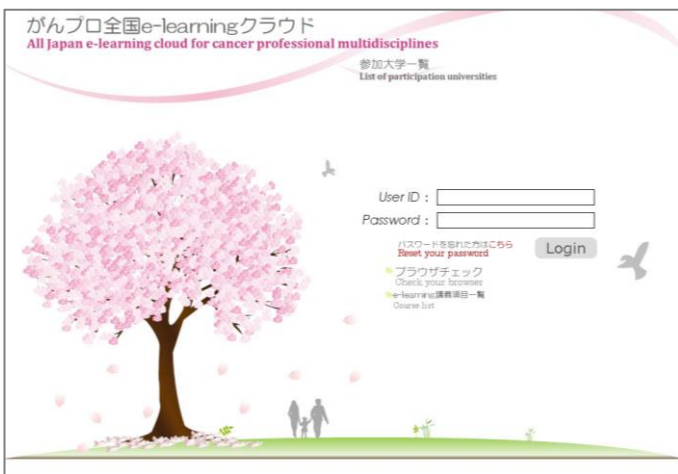 がんプロ全国e-learningクラウド
All Japan e-learning cloud for cancer professional multidisciplines
参加大学一覧
List of participation universities
User ID :
Password :
パスワードを忘れた方はこちら
Reset your password
Login
ブラウザチェック
Check your browser
e-learning講義項目一覧
Course list